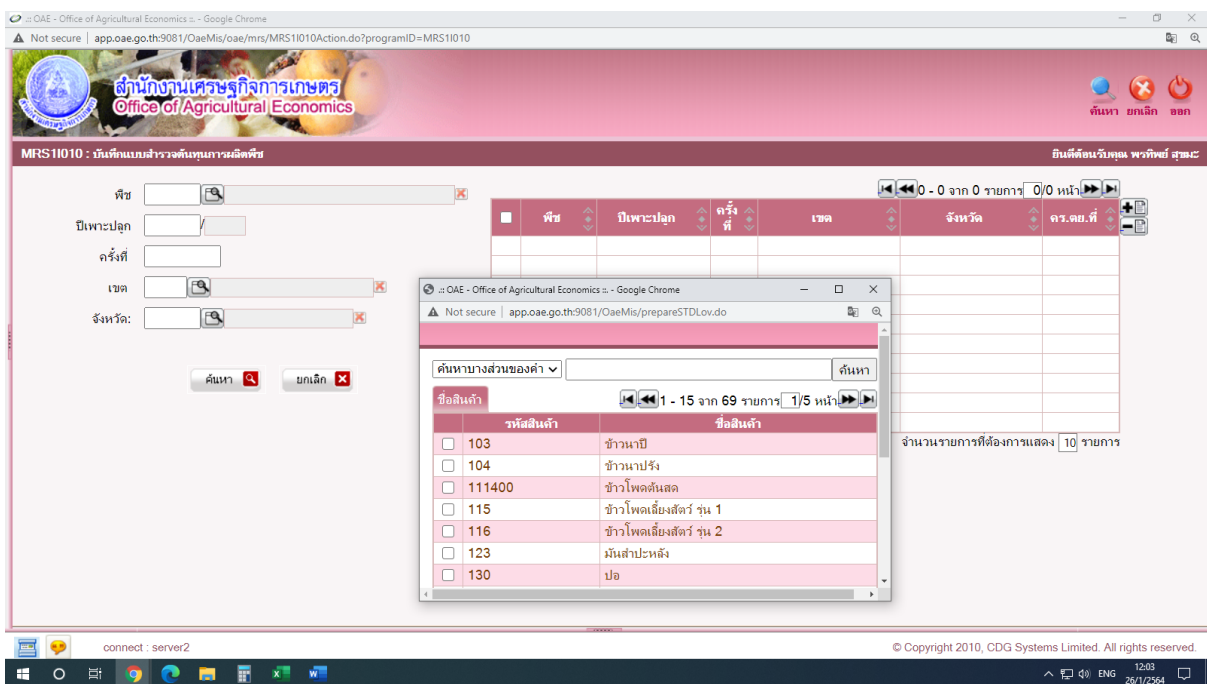 .:: OAE - Office of Agricultural Economics ::. - Google Chrome
Not secure | app.oae.go.th:9081/OaeMis/oae/mrs/MRS1I010Action.do?programID=MRS1I010
สำนักงานเศรษฐกิจการเกษตร
Office of Agricultural Economics
ค้นหา ยกเลิก ออก
MRS1I010 : บันทึกแบบสำรวจต้นทุนการผลิตพืช
ยินดีต้อนรับคุณ พรทิพย์ สุขมะ
พืช
ปีเพาะปลูก /
ครั้งที่
เขต
จังหวัด:
ค้นหา ยกเลิก
0 - 0 จาก 0 รายการ 0/0 หน้า
พืช ปีเพาะปลูก ครั้งที่ เขต จังหวัด คร.ตย.ที่
จำนวนรายการที่ต้องการแสดง 10 รายการ
.:: OAE - Office of Agricultural Economics ::. - Google Chrome
Not secure | app.oae.go.th:9081/OaeMis/prepareSTDLov.do
ค้นหาบางส่วนของคำ ค้นหา
ชื่อสินค้า 1 - 15 จาก 69 รายการ 1/5 หน้า
รหัสสินค้า ชื่อสินค้า
103 ข้าวนาปี
104 ข้าวนาปรัง
111400 ข้าวโพดต้นสด
115 ข้าวโพดเลี้ยงสัตว์ รุ่น 1
116 ข้าวโพดเลี้ยงสัตว์ รุ่น 2
123 มันสำปะหลัง
130 ปอ
connect : server2
© Copyright 2010, CDG Systems Limited. All rights reserved.
ENG 12:03
26/1/2564